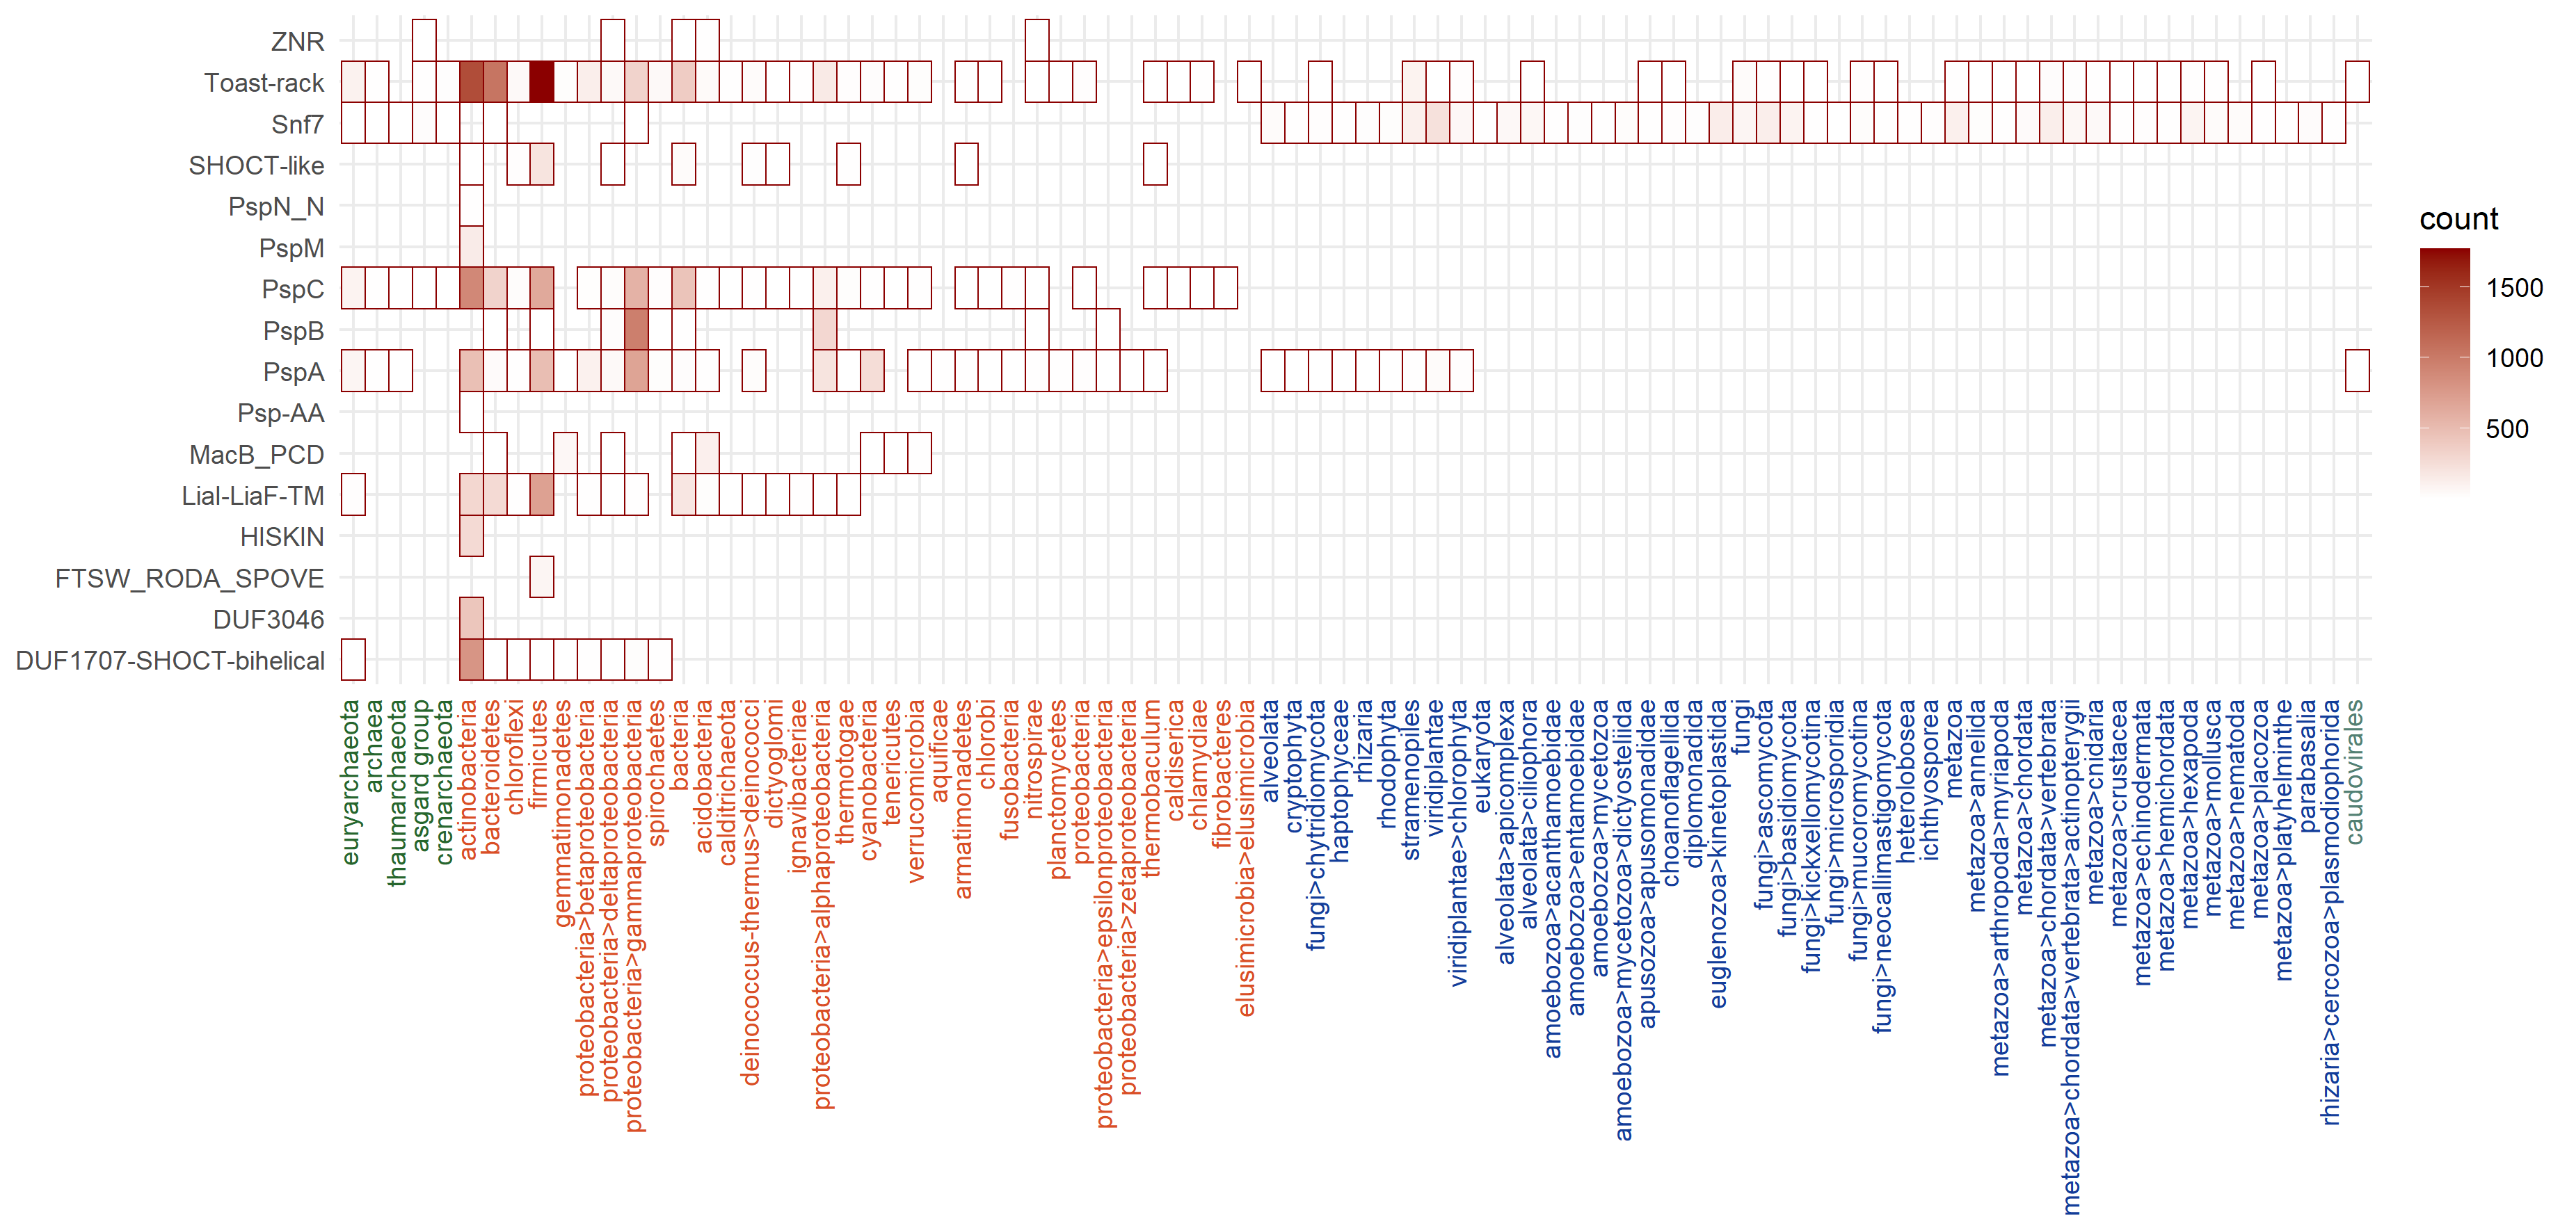 ZNR
Toast-rack
Snf7
SHOCT-like
PspN_N
PspM
PspC
PspB
PspA
Psp-AA
MacB_PCD
LiaI-LiaF-TM
HISKIN
FTSW_RODA_SPOVE
DUF3046
DUF1707-SHOCT-bihelical
count
1500
1000
500
euryarchaeota
archaea
thaumarchaeota
asgard group
crenarchaeota
actinobacteria
bacteroidetes
chloroflexi
firmicutes
gemmatimonadetes
proteobacteria>betaproteobacteria
proteobacteria>deltaproteobacteria
proteobacteria>gammaproteobacteria
spirochaetes
bacteria
acidobacteria
calditrichaeota
deinococcus-thermus>deinococci
dictyoglomi
ignavibacteriae
proteobacteria>alphaproteobacteria
thermotogae
cyanobacteria
tenericutes
verrucomicrobia
aquificae
armatimonadetes
chlorobi
fusobacteria
nitrospirae
planctomycetes
proteobacteria
proteobacteria>epsilonproteobacteria
proteobacteria>zetaproteobacteria
thermobaculum
caldiserica
chlamydiae
fibrobacteres
elusimicrobia>elusimicrobia
alveolata
cryptophyta
fungi>chytridiomycota
haptophyceae
rhizaria
rhodophyta
stramenopiles
viridiplantae
viridiplantae>chlorophyta
eukaryota
alveolata>apicomplexa
alveolata>ciliophora
amoebozoa>acanthamoebidae
amoebozoa>entamoebidae
amoebozoa>mycetozoa
amoebozoa>mycetozoa>dictyosteliida
apusozoa>apusomonadidae
choanoflagellida
diplomonadida
euglenozoa>kinetoplastida
fungi
fungi>ascomycota
fungi>basidiomycota
fungi>kickxellomycotina
fungi>microsporidia
fungi>mucoromycotina
fungi>neocallimastigomycota
heterolobosea
ichthyosporea
metazoa
metazoa>annelida
metazoa>arthropoda>myriapoda
metazoa>chordata
metazoa>chordata>vertebrata
metazoa>chordata>vertebrata>actinopterygii
metazoa>cnidaria
metazoa>crustacea
metazoa>echinodermata
metazoa>hemichordata
metazoa>hexapoda
metazoa>mollusca
metazoa>nematoda
metazoa>placozoa
metazoa>platyhelminthe
parabasalia
rhizaria>cercozoa>plasmodiophorida
caudovirales